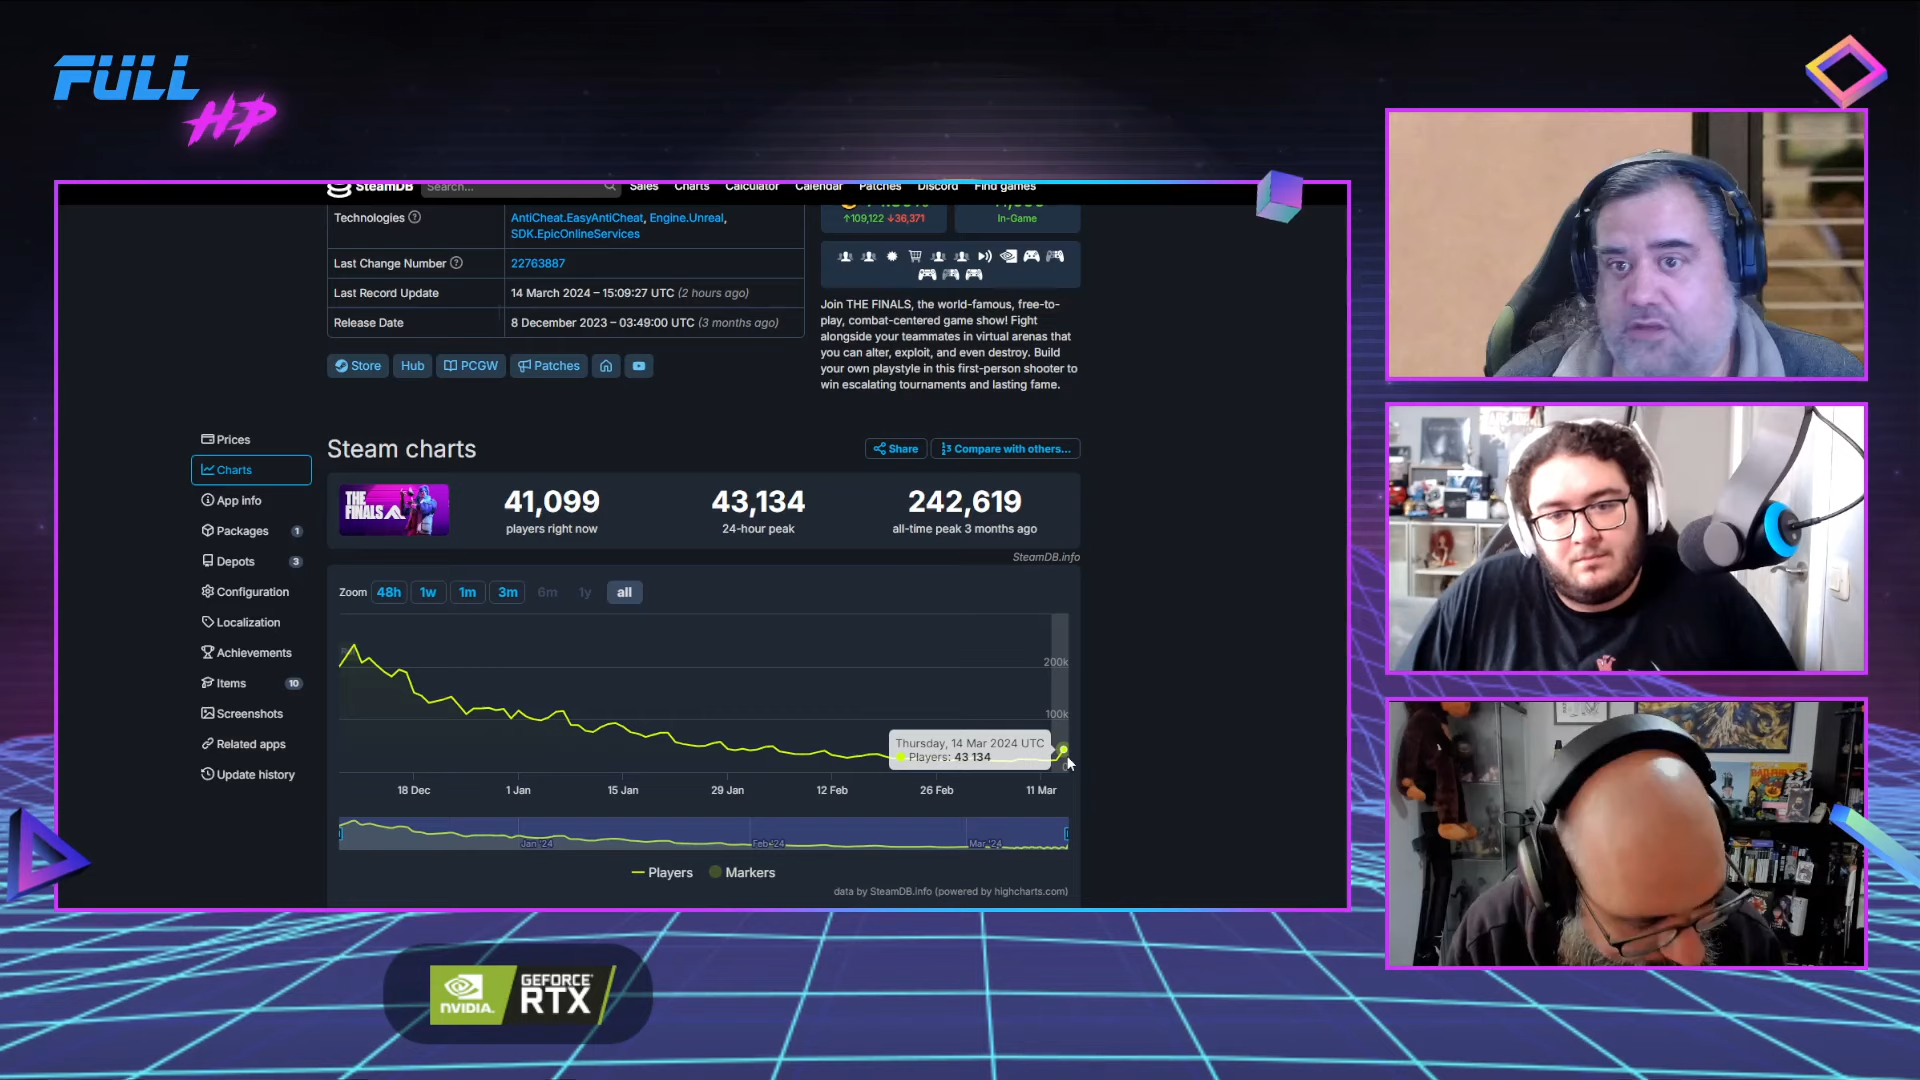 FULL
HP
SteamDB
Search...
Sales
Charts
Calculator
Calendar
Patches
Discord
Find games
Technologies
AntiCheat.EasyAntiCheat, Engine.Unreal,
SDK.EpicOnlineServices
Last Change Number
22763887
Last Record Update
14 March 2024 – 15:09:27 UTC (2 hours ago)
Release Date
8 December 2023 – 03:49:00 UTC (3 months ago)
↑109,122 ↓36,371
In-Game
Join THE FINALS, the world-famous, free-to-
play, combat-centered game show! Fight
alongside your teammates in virtual arenas that
you can alter, exploit, and even destroy. Build
your own playstyle in this first-person shooter to
win escalating tournaments and lasting fame.
Store
Hub
PCGW
Patches
Prices
Charts
App info
Packages 1
Depots 3
Configuration
Localization
Achievements
Items 10
Screenshots
Related apps
Update history
Steam charts
Share
Compare with others...
THE
FINALS
41,099
players right now
43,134
24-hour peak
242,619
all-time peak 3 months ago
SteamDB.info
Zoom 48h 1w 1m 3m 6m 1y all
200k
100k
Thursday, 14 Mar 2024 UTC
Players: 43 134
18 Dec
1 Jan
15 Jan
29 Jan
12 Feb
26 Feb
11 Mar
Jan '24
Feb '24
Mar '24
Players
Markers
data by SteamDB.info (powered by highcharts.com)
NVIDIA.
GEFORCE
RTX